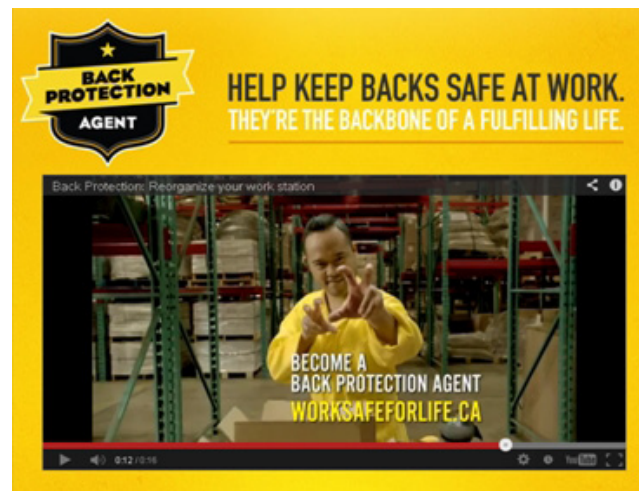 BACK
PROTECTION
AGENT
HELP KEEP BACKS SAFE AT WORK.
THEY'RE THE BACKBONE OF A FULFILLING LIFE.
Back Protection: Reorganize your work station
BECOME A
BACK PROTECTION AGENT
WORKSAFEFORLIFE.CA
0:12 / 0:16
YouTube